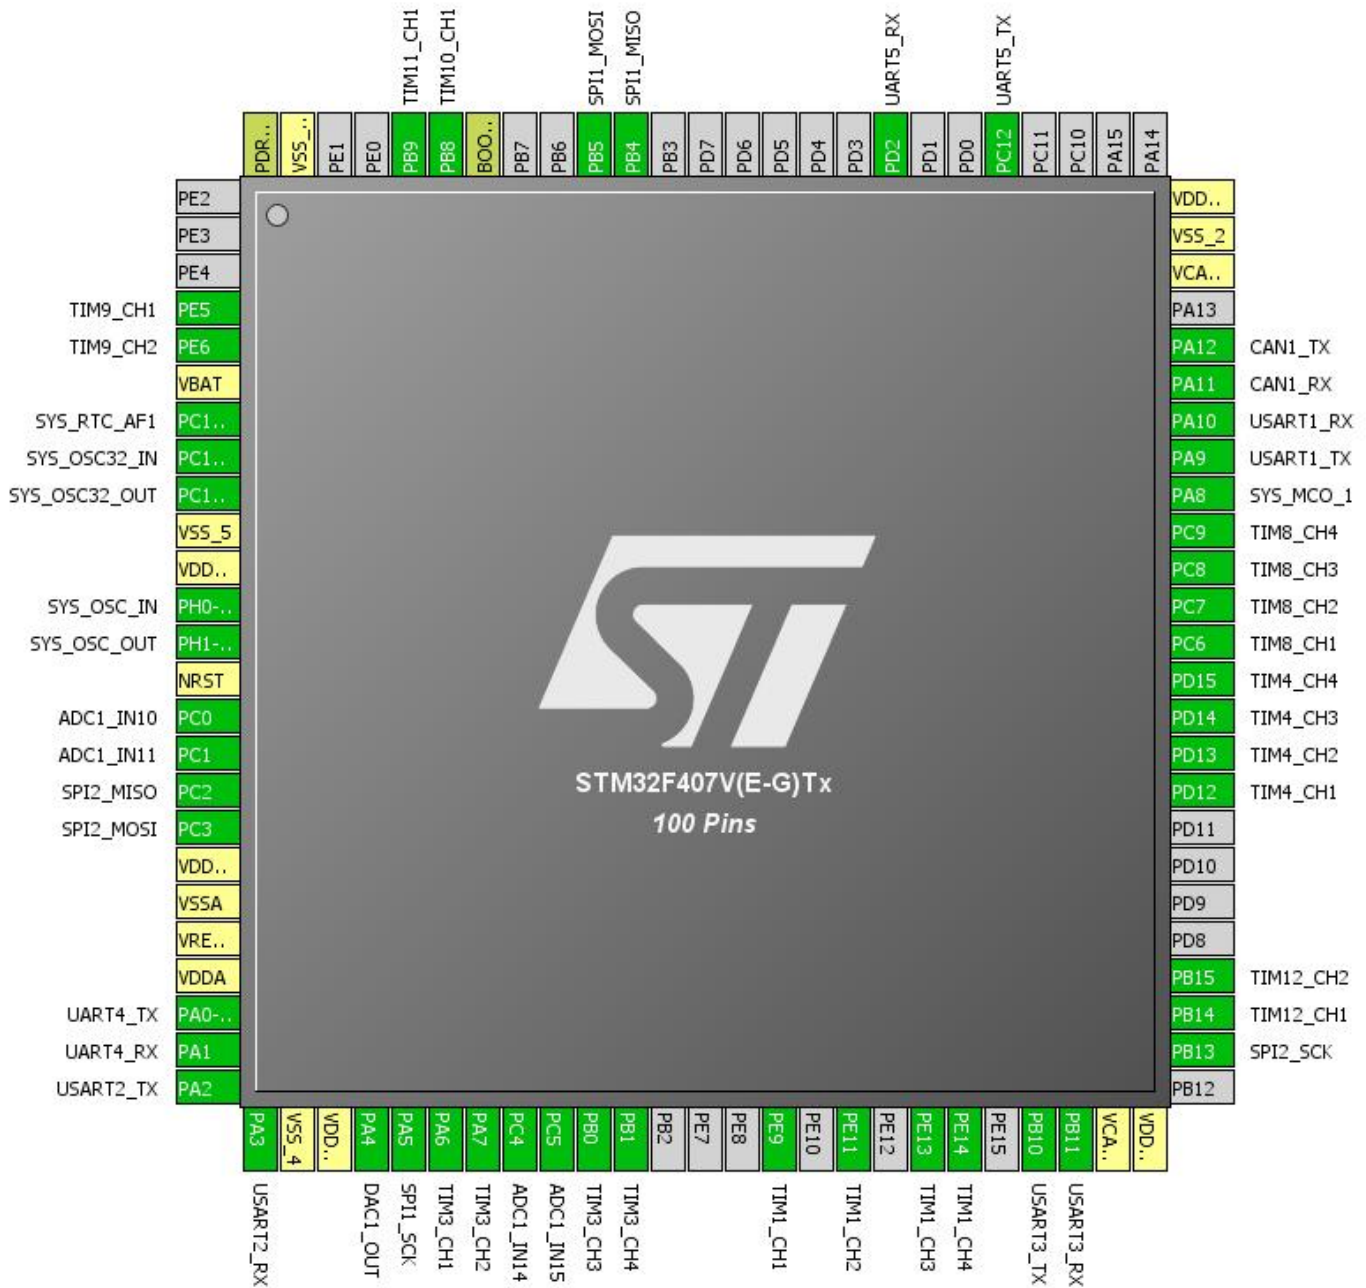 TIM11_CH1
TIM10_CH1
SPI1_MOSI
SPI1_MISO
UART5_RX
UART5_TX
PDR..
VSS_..
PE1
PE0
PB9
PB8
BOO..
PB7
PB6
PB5
PB4
PB3
PD7
PD6
PD5
PD4
PD3
PD2
PD1
PD0
PC12
PC11
PC10
PA15
PA14
PE2
PE3
PE4
TIM9_CH1 PE5
TIM9_CH2 PE6
VBAT
SYS_RTC_AF1 PC1..
SYS_OSC32_IN PC1..
SYS_OSC32_OUT PC1..
VSS_5
VDD..
SYS_OSC_IN PH0-..
SYS_OSC_OUT PH1-..
NRST
ADC1_IN10 PC0
ADC1_IN11 PC1
SPI2_MISO PC2
SPI2_MOSI PC3
VDD..
VSSA
VRE..
VDDA
UART4_TX PA0-..
UART4_RX PA1
USART2_TX PA2
ST
STM32F407V(E-G)Tx
100 Pins
VDD..
VSS_2
VCA..
PA13
PA12 CAN1_TX
PA11 CAN1_RX
PA10 USART1_RX
PA9 USART1_TX
PA8 SYS_MCO_1
PC9 TIM8_CH4
PC8 TIM8_CH3
PC7 TIM8_CH2
PC6 TIM8_CH1
PD15 TIM4_CH4
PD14 TIM4_CH3
PD13 TIM4_CH2
PD12 TIM4_CH1
PD11
PD10
PD9
PD8
PB15 TIM12_CH2
PB14 TIM12_CH1
PB13 SPI2_SCK
PB12
PA3
VSS_4
VDD..
PA4
PA5
PA6
PA7
PC4
PC5
PB0
PB1
PB2
PE7
PE8
PE9
PE10
PE11
PE12
PE13
PE14
PE15
PB10
PB11
VCA..
VDD..
USART2_RX
DAC1_OUT
SPI1_SCK
TIM3_CH1
TIM3_CH2
ADC1_IN14
ADC1_IN15
TIM3_CH3
TIM3_CH4
TIM1_CH1
TIM1_CH2
TIM1_CH3
TIM1_CH4
USART3_TX
USART3_RX